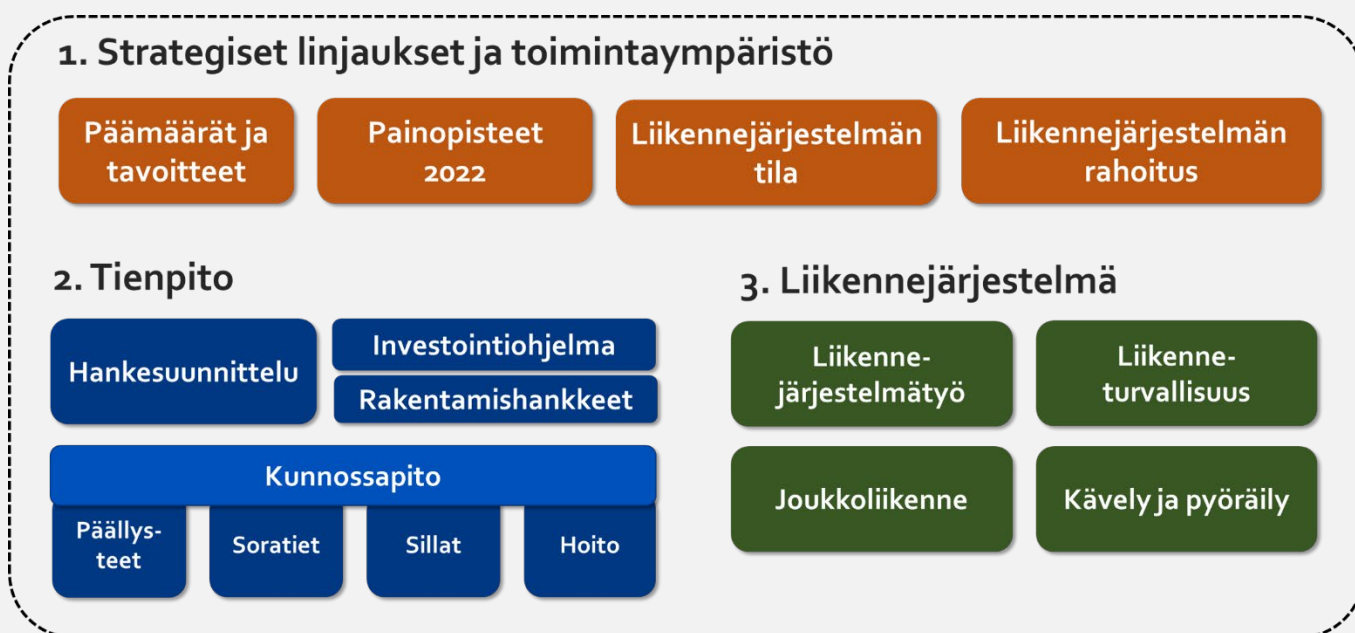 1. Strategiset linjaukset ja toimintaympäristö
Päämäärät ja
tavoitteet
Painopisteet
2022
Liikennejärjestelmän
tila
Liikennejärjestelmän
rahoitus
2. Tienpito
Hankesuunnittelu
Investointiohjelma
Rakentamishankkeet
Kunnossapito
Päällys-
teet
Soratiet
Sillat
Hoito
3. Liikennejärjestelmä
Liikenne-
järjestelmätyö
Liikenne-
turvallisuus
Joukkoliikenne
Kävely ja pyöräily